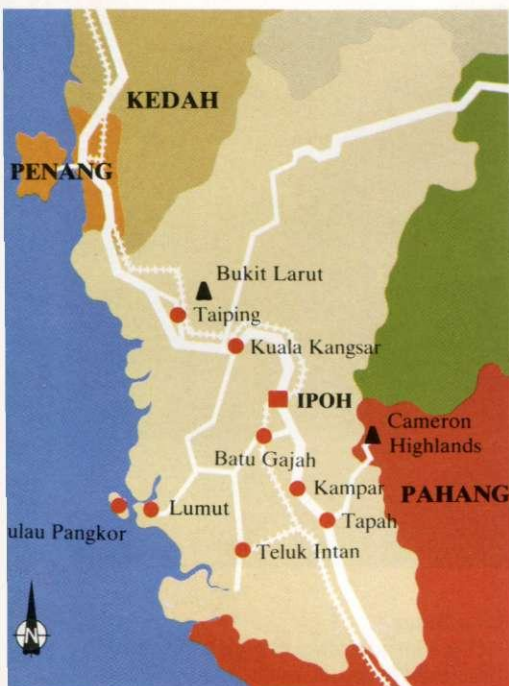 KEDAH
PENANG
Bukit Larut
Taiping
Kuala Kangsar
IPOH
Cameron
Highlands
Batu Gajah
Kampar
PAHANG
Lumut
Tapah
ulau Pangkor
Teluk Intan
N